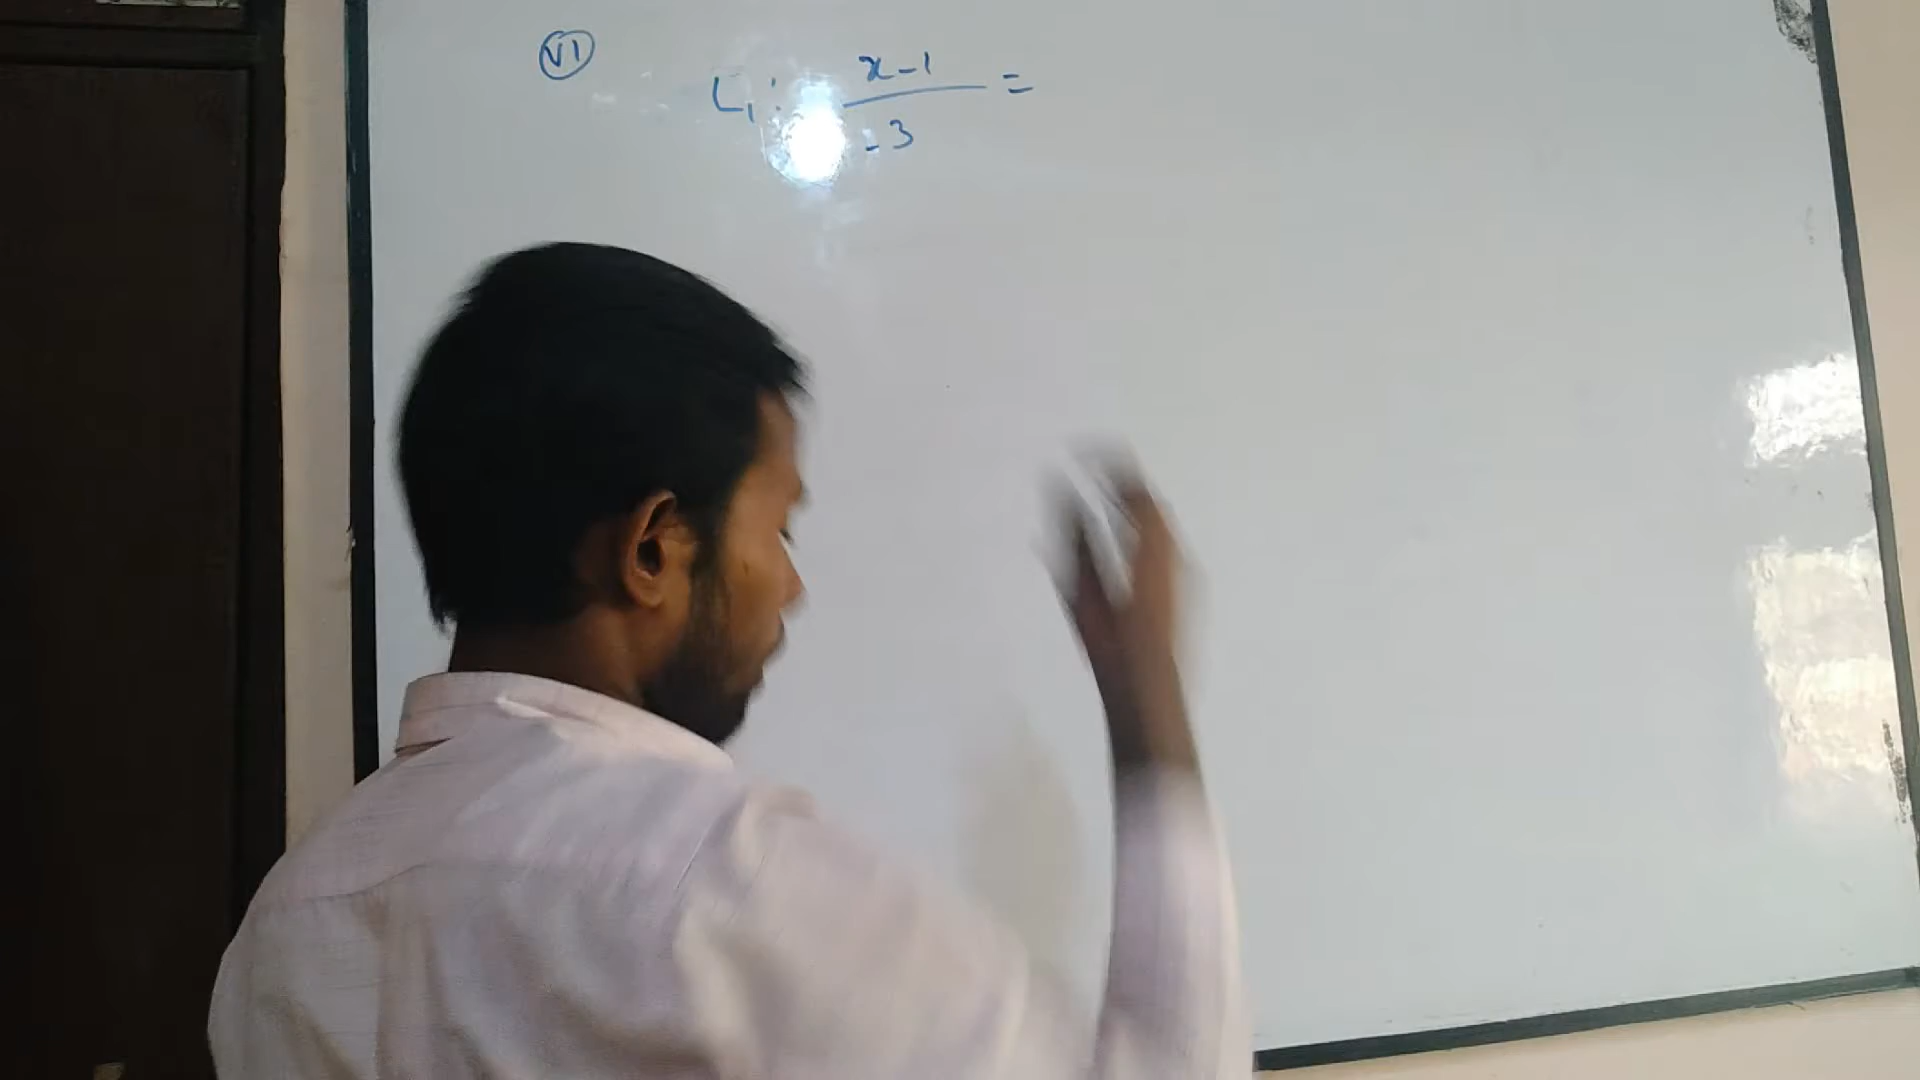 VI
L₁ : x-1 / -3 =